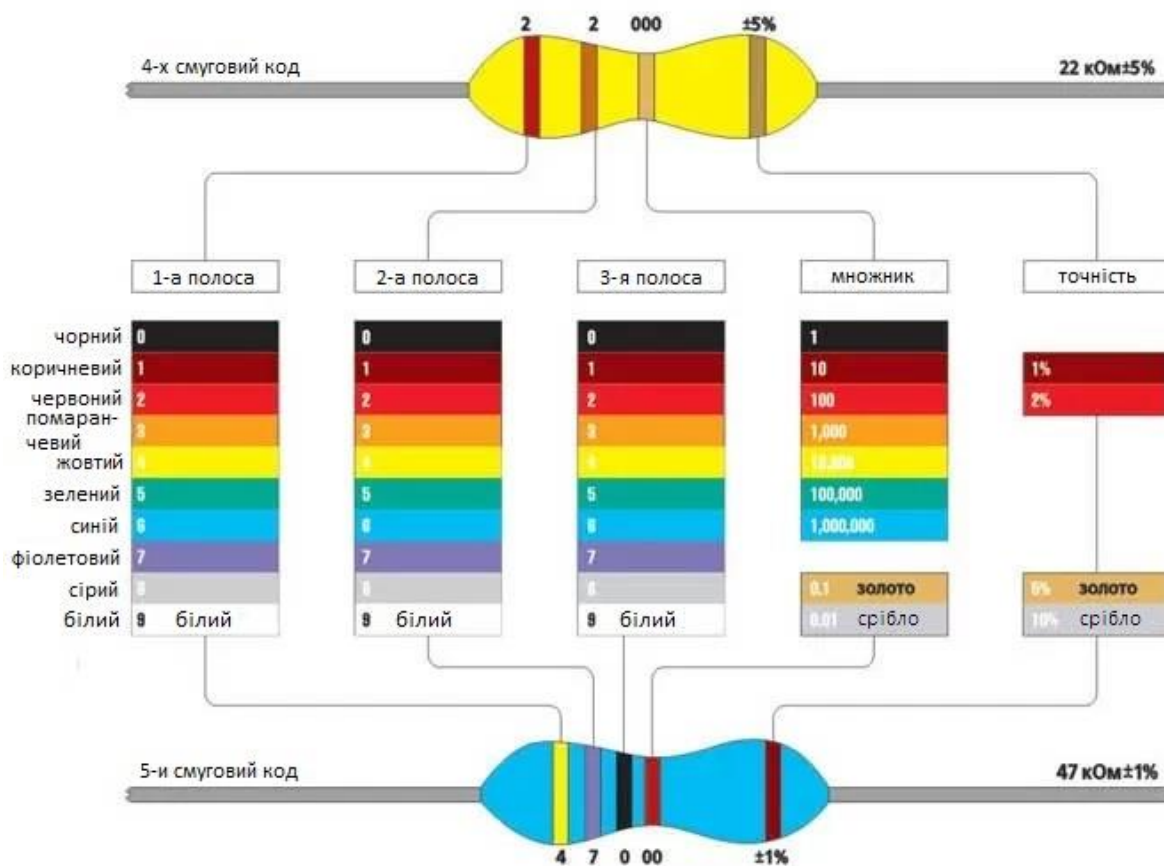 2 2 000 ±5%
4-х смуговий код
22 кОм±5%
1-а полоса 2-а полоса 3-я полоса множник точність
чорний 0 0 0 1
коричневий 1 1 1 10 1%
червоний 2 2 2 100 2%
помаран-
чевий 3 3 3 1,000
жовтий 4 4 4 10,000
зелений 5 5 5 100,000
синій 6 6 6 1,000,000
фіолетовий 7 7 7
сірий 0.1 золото 5% золото
білий 9 білий 9 білий 9 білий 0.01 срібло 10% срібло
5-и смуговий код
47 кОм±1%
4 7 0 00 ±1%